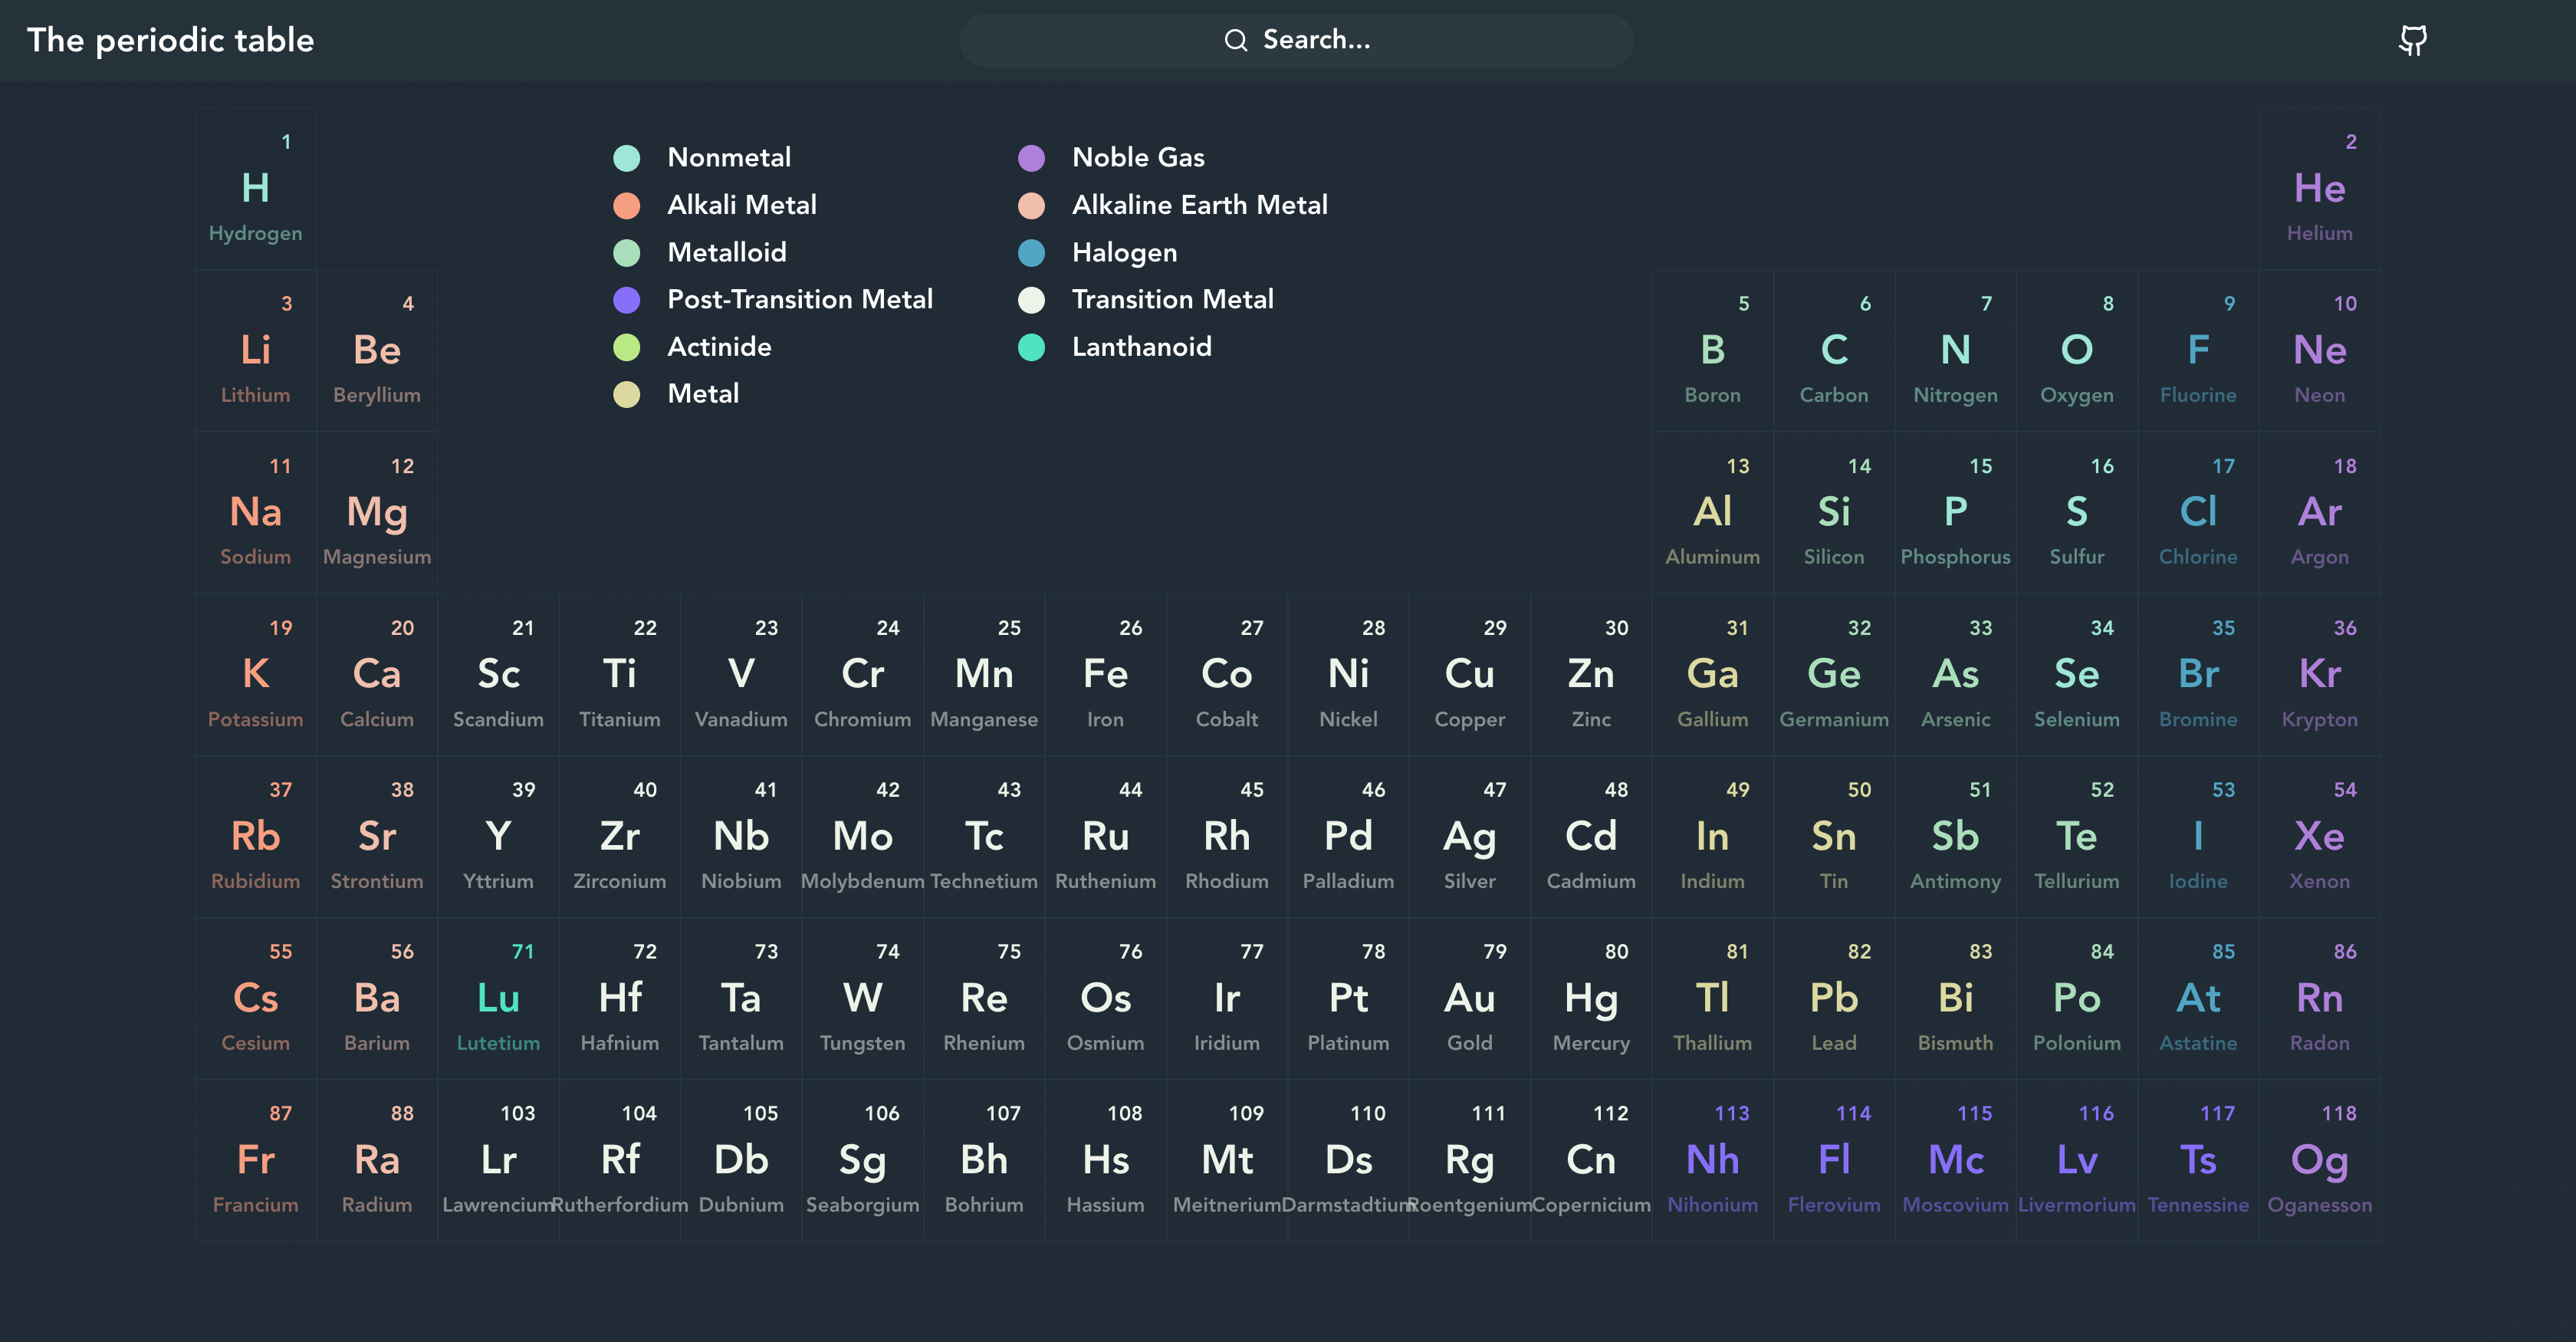 The periodic table
Search...
Nonmetal Noble Gas
Alkali Metal Alkaline Earth Metal
Metalloid Halogen
Post-Transition Metal Transition Metal
Actinide Lanthanoid
Metal
1 2
H He
Hydrogen Helium
3 4 5 6 7 8 9 10
Li Be B C N O F Ne
Lithium Beryllium Boron Carbon Nitrogen Oxygen Fluorine Neon
11 12 13 14 15 16 17 18
Na Mg Al Si P S Cl Ar
Sodium Magnesium Aluminum Silicon Phosphorus Sulfur Chlorine Argon
19 20 21 22 23 24 25 26 27 28 29 30 31 32 33 34 35 36
K Ca Sc Ti V Cr Mn Fe Co Ni Cu Zn Ga Ge As Se Br Kr
Potassium Calcium Scandium Titanium Vanadium Chromium Manganese Iron Cobalt Nickel Copper Zinc Gallium Germanium Arsenic Selenium Bromine Krypton
37 38 39 40 41 42 43 44 45 46 47 48 49 50 51 52 53 54
Rb Sr Y Zr Nb Mo Tc Ru Rh Pd Ag Cd In Sn Sb Te I Xe
Rubidium Strontium Yttrium Zirconium Niobium Molybdenum Technetium Ruthenium Rhodium Palladium Silver Cadmium Indium Tin Antimony Tellurium Iodine Xenon
55 56 71 72 73 74 75 76 77 78 79 80 81 82 83 84 85 86
Cs Ba Lu Hf Ta W Re Os Ir Pt Au Hg Tl Pb Bi Po At Rn
Cesium Barium Lutetium Hafnium Tantalum Tungsten Rhenium Osmium Iridium Platinum Gold Mercury Thallium Lead Bismuth Polonium Astatine Radon
87 88 103 104 105 106 107 108 109 110 111 112 113 114 115 116 117 118
Fr Ra Lr Rf Db Sg Bh Hs Mt Ds Rg Cn Nh Fl Mc Lv Ts Og
Francium Radium Lawrencium Rutherfordium Dubnium Seaborgium Bohrium Hassium Meitnerium Darmstadtium Roentgenium Copernicium Nihonium Flerovium Moscovium Livermorium Tennessine Oganesson